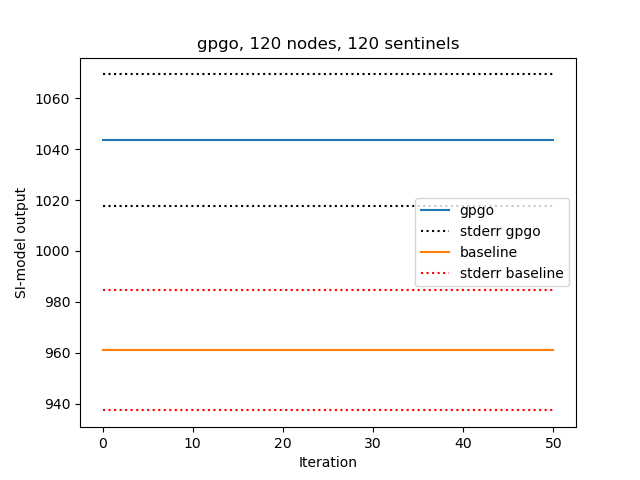 gpgo, 120 nodes, 120 sentinels
SI-model output
1060
1040
1020
1000
980
960
940
gpgo
stderr gpgo
baseline
stderr baseline
0 10 20 30 40 50
Iteration